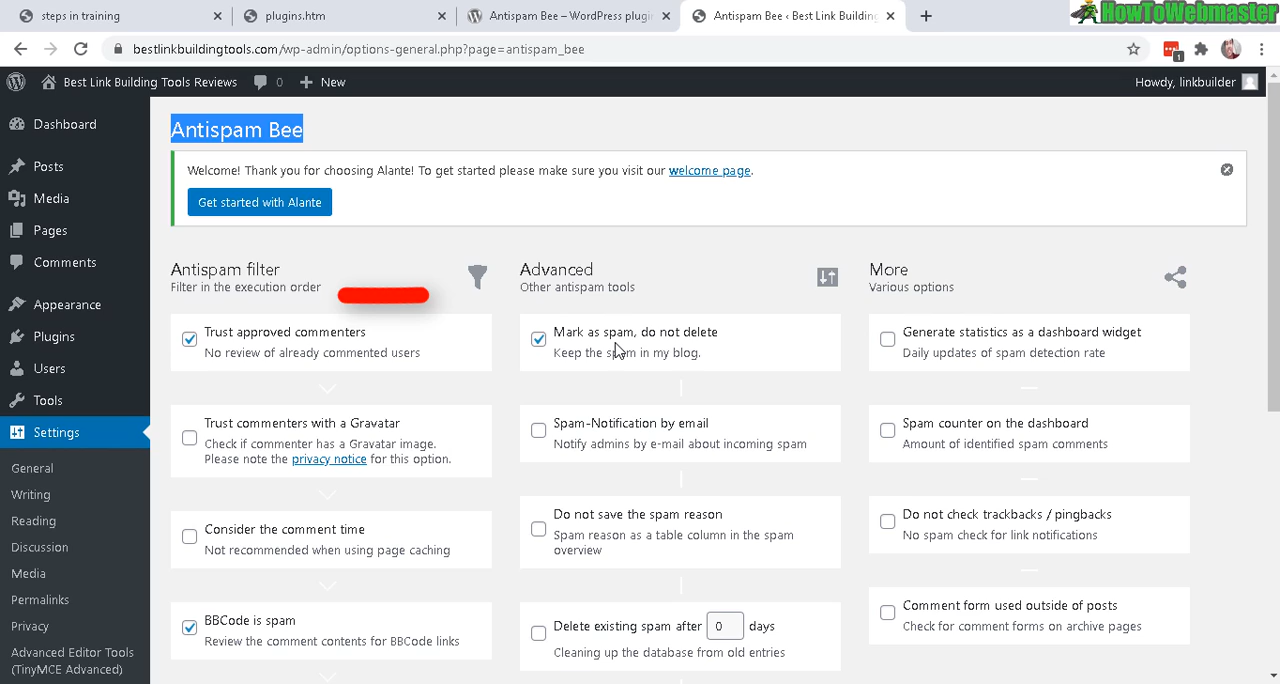 steps in training
plugins.htm
Antispam Bee – WordPress plugin
Antispam Bee ‹ Best Link Building
HowToWebmaster
bestlinkbuildingtools.com/wp-admin/options-general.php?page=antispam_bee
1
Best Link Building Tools Reviews
0
New
Howdy, linkbuilder
Dashboard
Posts
Media
Pages
Comments
Appearance
Plugins
Users
Tools
Settings
General
Writing
Reading
Discussion
Media
Permalinks
Privacy
Advanced Editor Tools
(TinyMCE Advanced)
Antispam Bee
Welcome! Thank you for choosing Alante! To get started please make sure you visit our welcome page.
Get started with Alante
Antispam filter
Filter in the execution order
Trust approved commenters
No review of already commented users
Trust commenters with a Gravatar
Check if commenter has a Gravatar image.
Please note the privacy notice for this option.
Consider the comment time
Not recommended when using page caching
BBCode is spam
Review the comment contents for BBCode links
Advanced
Other antispam tools
Mark as spam, do not delete
Keep the spam in my blog.
Spam-Notification by email
Notify admins by e-mail about incoming spam
Do not save the spam reason
Spam reason as a table column in the spam
overview
Delete existing spam after 0 days
Cleaning up the database from old entries
More
Various options
Generate statistics as a dashboard widget
Daily updates of spam detection rate
Spam counter on the dashboard
Amount of identified spam comments
Do not check trackbacks / pingbacks
No spam check for link notifications
Comment form used outside of posts
Check for comment forms on archive pages